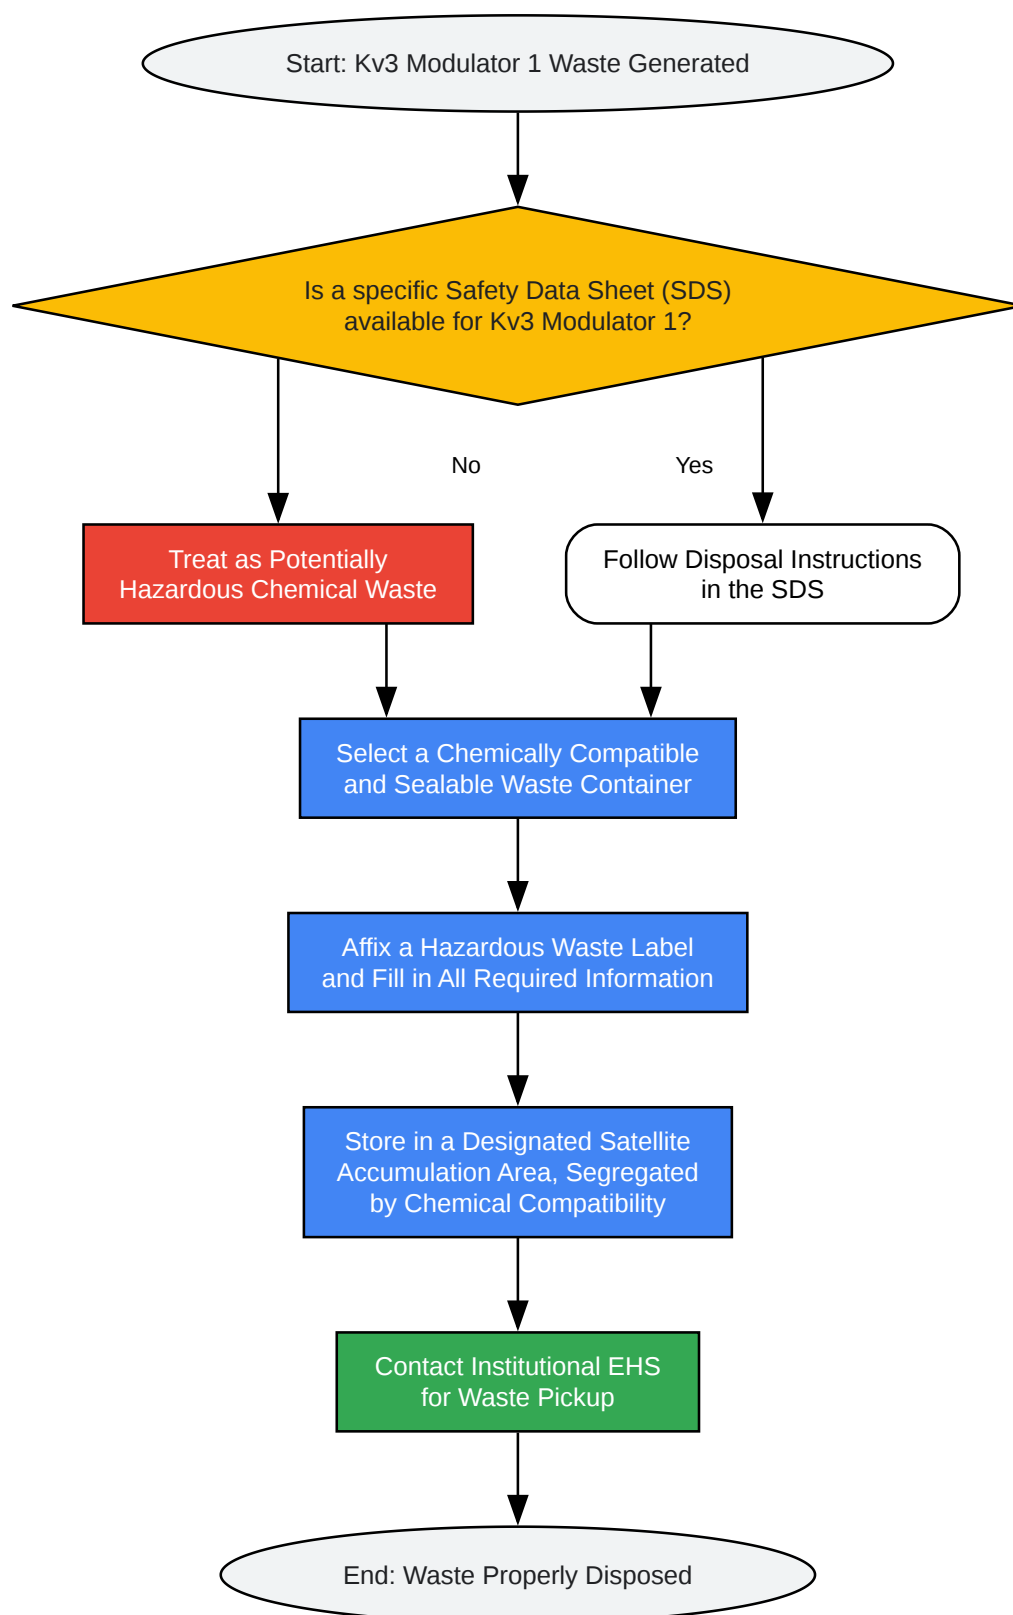 Start: Kv3 Modulator 1 Waste Generated
Is a specific Safety Data Sheet (SDS)
available for Kv3 Modulator 1?
No
Yes
Treat as Potentially
Hazardous Chemical Waste
Follow Disposal Instructions
in the SDS
Select a Chemically Compatible
and Sealable Waste Container
Affix a Hazardous Waste Label
and Fill in All Required Information
Store in a Designated Satellite
Accumulation Area, Segregated
by Chemical Compatibility
Contact Institutional EHS
for Waste Pickup
End: Waste Properly Disposed